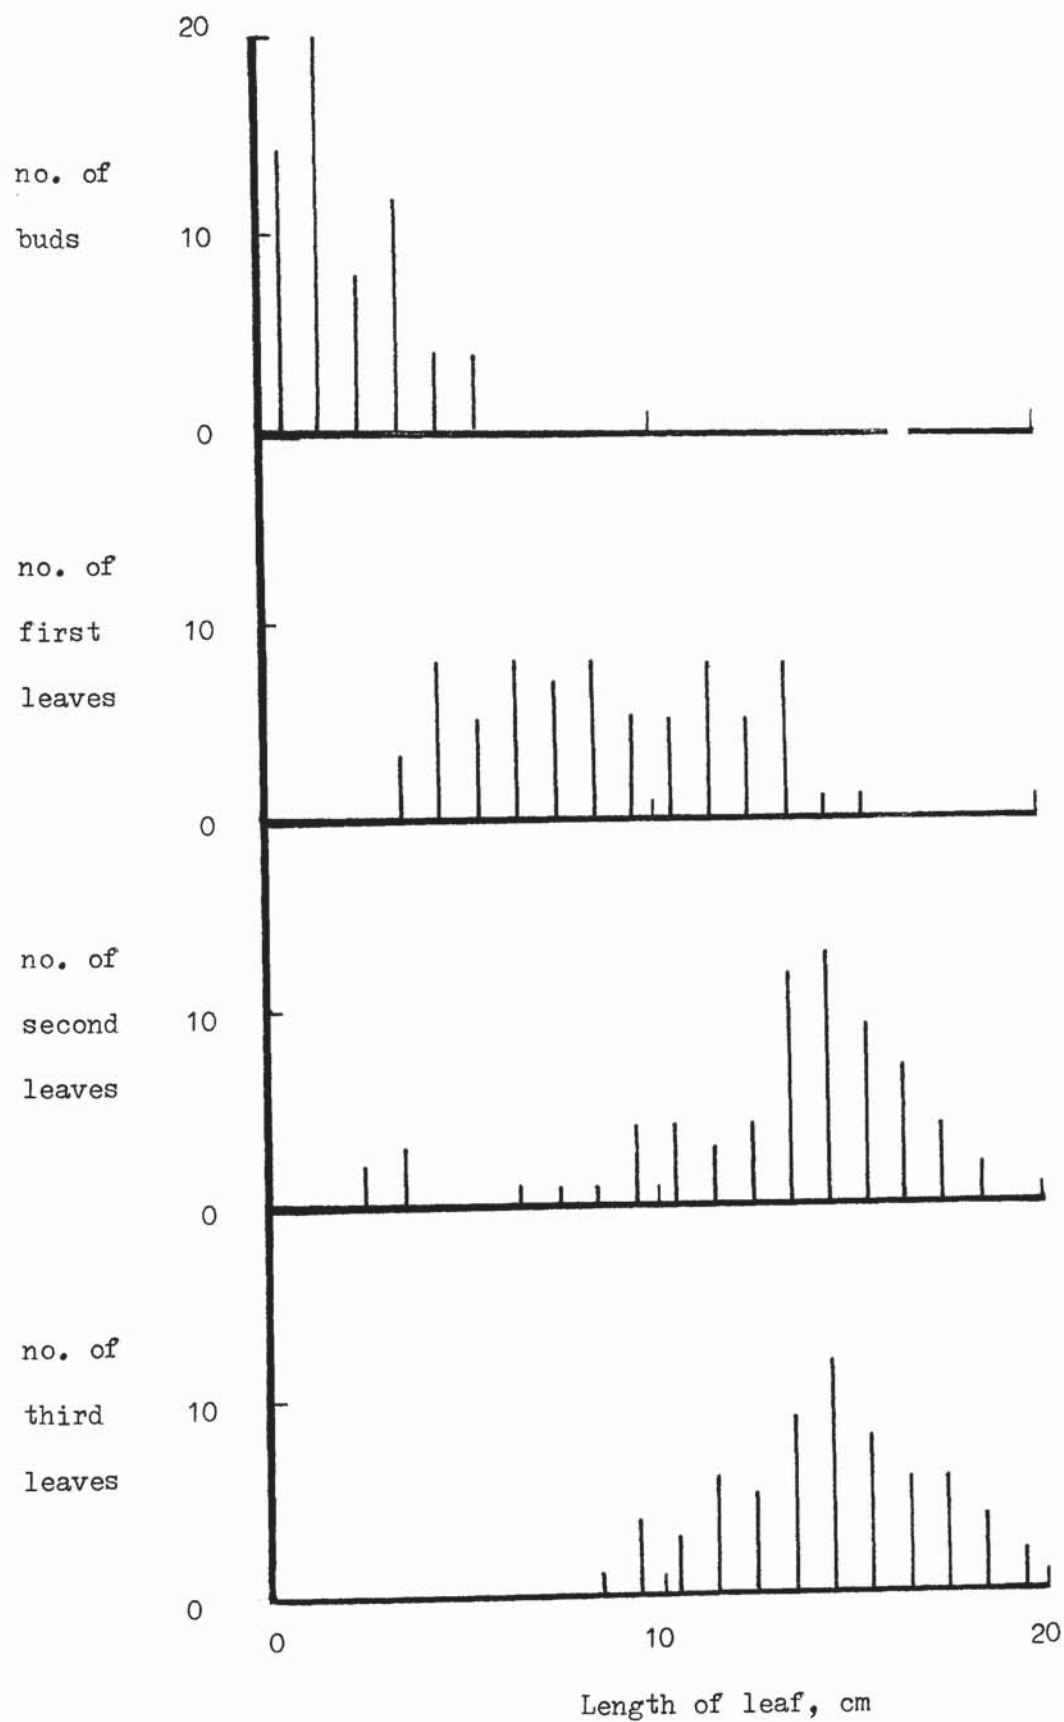 20
no. of
buds
10
0
no. of
first
leaves
10
0
no. of
second
leaves
10
0
no. of
third
leaves
10
0
0 10 20
Length of leaf, cm